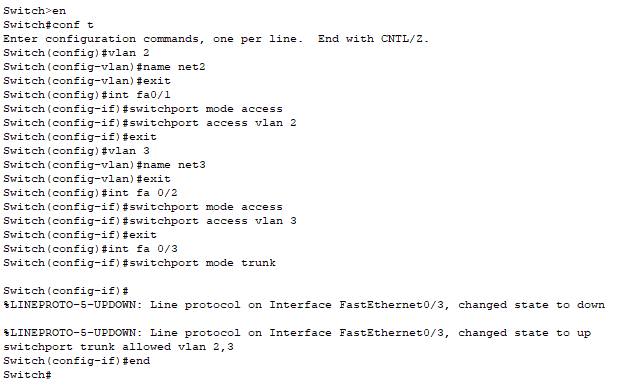 Switch>en
Switch#conf t
Enter configuration commands, one per line.  End with CNTL/Z.
Switch(config)#vlan 2
Switch(config-vlan)#name net2
Switch(config-vlan)#exit
Switch(config)#int fa0/1
Switch(config-if)#switchport mode access
Switch(config-if)#switchport access vlan 2
Switch(config-if)#exit
Switch(config)#vlan 3
Switch(config-vlan)#name net3
Switch(config-vlan)#exit
Switch(config)#int fa 0/2
Switch(config-if)#switchport mode access
Switch(config-if)#switchport access vlan 3
Switch(config-if)#exit
Switch(config)#int fa 0/3
Switch(config-if)#switchport mode trunk
Switch(config-if)#
%LINEPROTO-5-UPDOWN: Line protocol on Interface FastEthernet0/3, changed state to down
%LINEPROTO-5-UPDOWN: Line protocol on Interface FastEthernet0/3, changed state to up
switchport trunk allowed vlan 2,3
Switch(config-if)#end
Switch#